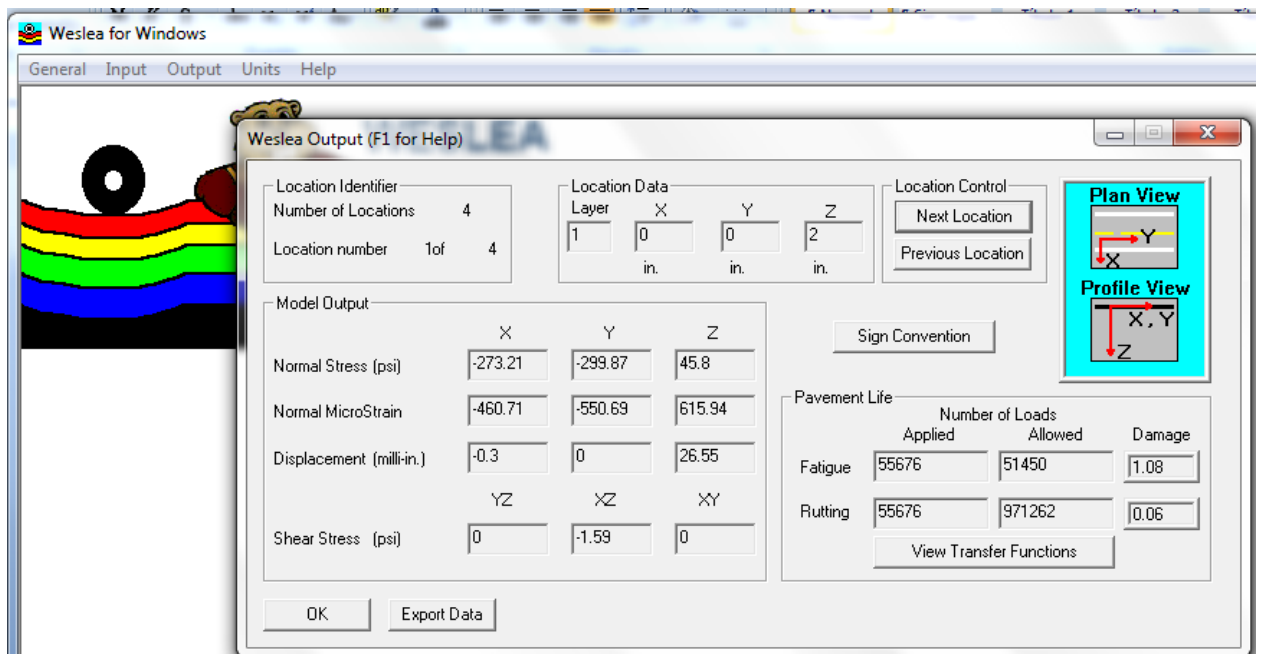 Weslea for Windows
General Input Output Units Help
WESLEA
Weslea Output (F1 for Help)
Location Identifier
Number of Locations 4
Location number 1of 4
Location Data
Layer X Y Z
1 0 0 2
in. in. in.
Location Control
Next Location
Previous Location
Plan View
Y
X
Profile View
X, Y
Z
Model Output
X Y Z
Normal Stress (psi) -273.21 -299.87 45.8
Normal MicroStrain -460.71 -550.69 615.94
Displacement (milli-in.) -0.3 0 26.55
YZ XZ XY
Shear Stress (psi) 0 -1.59 0
Sign Convention
Pavement Life
Number of Loads
Applied Allowed Damage
Fatigue 55676 51450 1.08
Rutting 55676 971262 0.06
View Transfer Functions
OK Export Data